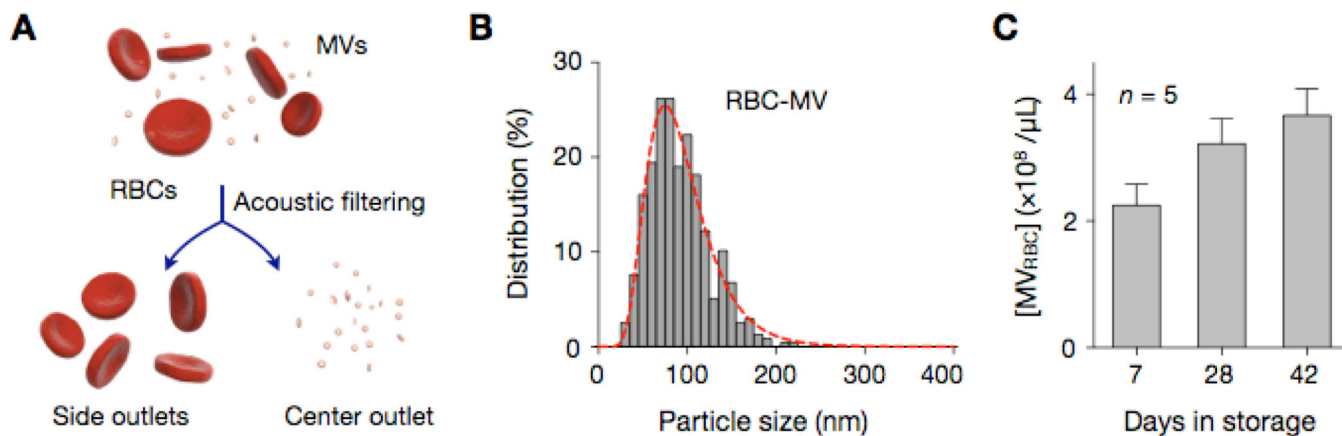 A
MVs
RBCs
Acoustic filtering
Side outlets
Center outlet
B
Distribution (%)
30
20
10
0
RBC-MV
0
100
200
300
400
Particle size (nm)
C
[MV_RBC] (×10⁸ /µL)
4
2
0
n = 5
7
28
42
Days in storage